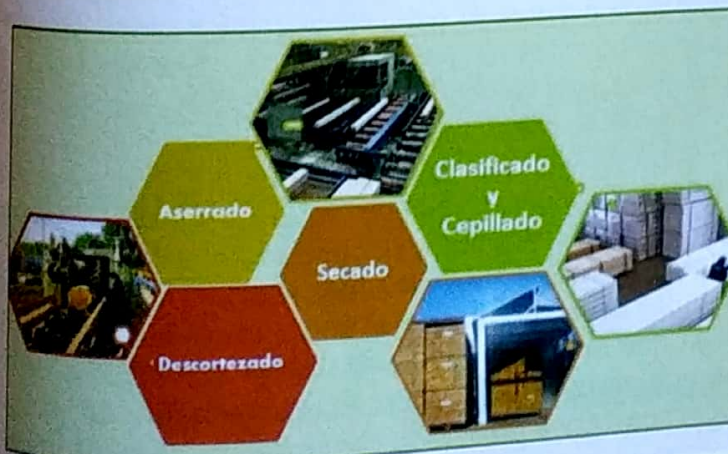 Aserrado
Clasificado
y
Cepillado
Secado
Descortezado